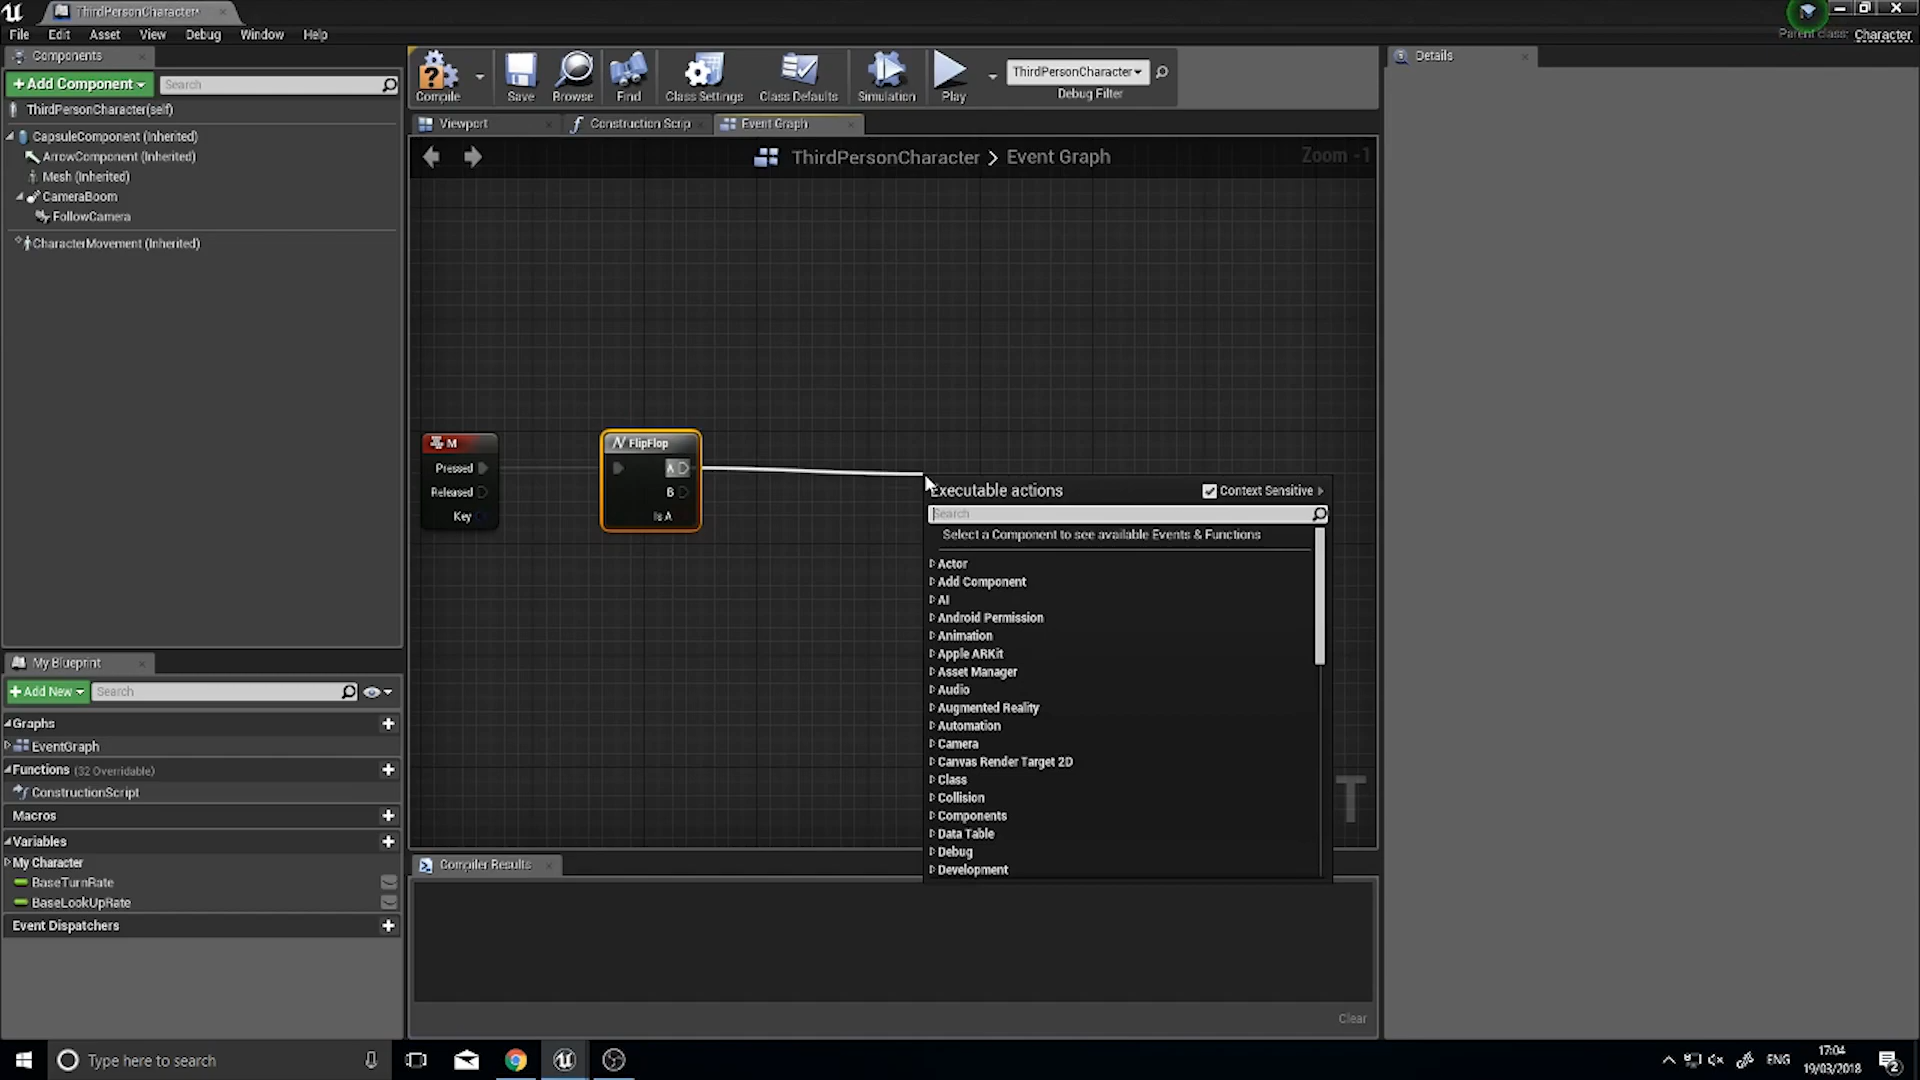 ThirdPersonCharacter*
File Edit Asset View Debug Window Help
Parent class: Character
Components
+Add Component
Search
ThirdPersonCharacter(self)
CapsuleComponent (Inherited)
ArrowComponent (Inherited)
Mesh (Inherited)
CameraBoom
FollowCamera
CharacterMovement (Inherited)
My Blueprint
+Add New
Search
Graphs
EventGraph
Functions (32 Overridable)
ConstructionScript
Macros
Variables
My Character
BaseTurnRate
BaseLookUpRate
Event Dispatchers
Compile
Save
Browse
Find
Class Settings
Class Defaults
Simulation
Play
ThirdPersonCharacter
Debug Filter
Viewport
Construction Scrip
Event Graph
ThirdPersonCharacter > Event Graph
Zoom -1
M
Pressed
Released
Key
FlipFlop
A
B
Is A
Executable actions
Context Sensitive
Search
Select a Component to see available Events & Functions
Actor
Add Component
AI
Android Permission
Animation
Apple ARKit
Asset Manager
Audio
Augmented Reality
Automation
Camera
Canvas Render Target 2D
Class
Collision
Components
Data Table
Debug
Development
T
Compiler Results
Clear
Details
Type here to search
ENG
17:04
19/03/2018
2